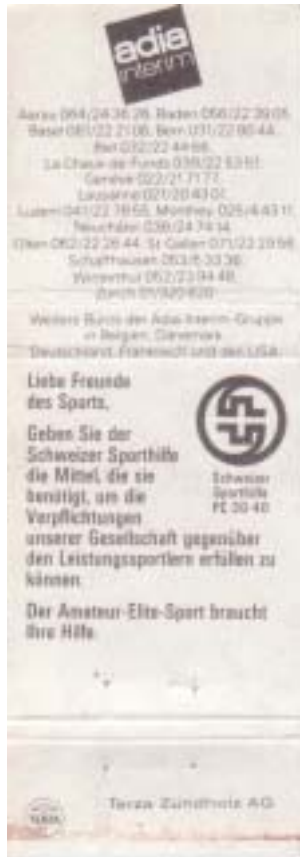 adia
interim
Aarau 064/24 36 26, Baden 056/22
Basel 061/22 21 06, Bern 031/22 80 44,
Biel 032/22 44 66,
La Chaux-de-Fonds 039/22 53 51,
Genève 022/21 71 77,
Lausanne 021/20 43 01,
Luzern 041/22 78 55, Monthey 025/4 43 11,
Neuchâtel 038/24 74 14,
Olten 062/22 26 44, St. Gallen 071/22
Schaffhausen 053/5 33 36,
Winterthur 052/23 94 48,
Zürich
Weitere Büros der Adia Interim-Gruppe
in Belgien, Dänemark,
Deutschland, Frankreich und den USA.
Liebe Freunde
des Sports,
Geben Sie der
Schweizer Sporthilfe
die Mittel, die sie
benötigt, um die
Verpflichtungen
unserer Gesellschaft gegenüber
den Leistungssportlern erfüllen zu
können.
Schweizer
Sporthilfe
PC 30-40
Der Amateur-Elite-Sport braucht
Ihre Hilfe.
TERZA
Terza Zündholz AG